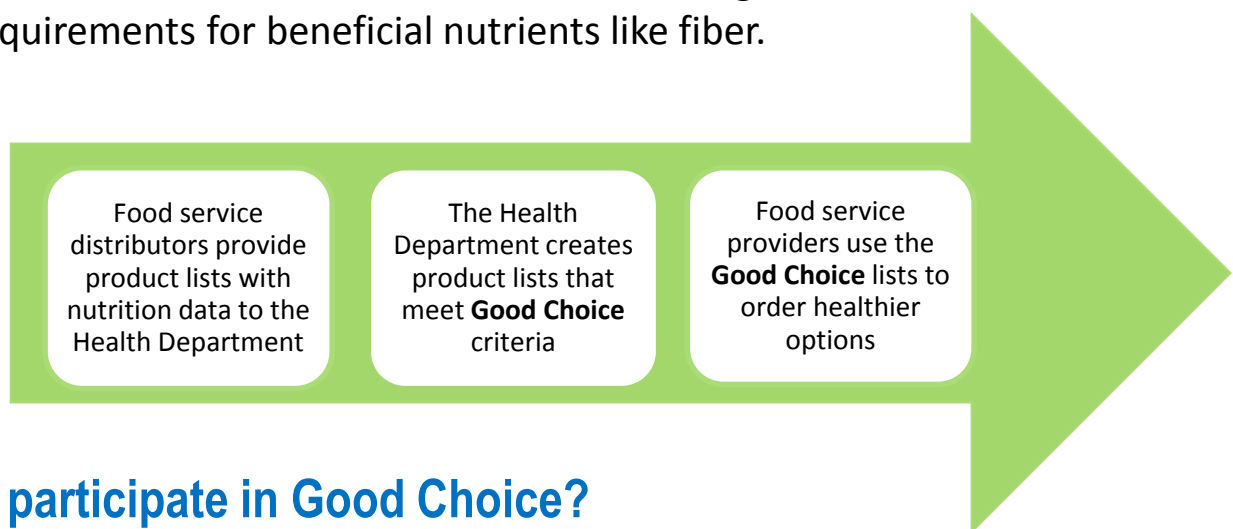 quirements for beneficial nutrients like fiber.
Food service
distributors provide
product lists with
nutrition data to the
Health Department
The Health
Department creates
product lists that
meet Good Choice
criteria
Food service
providers use the
Good Choice lists to
order healthier
options
participate in Good Choice?